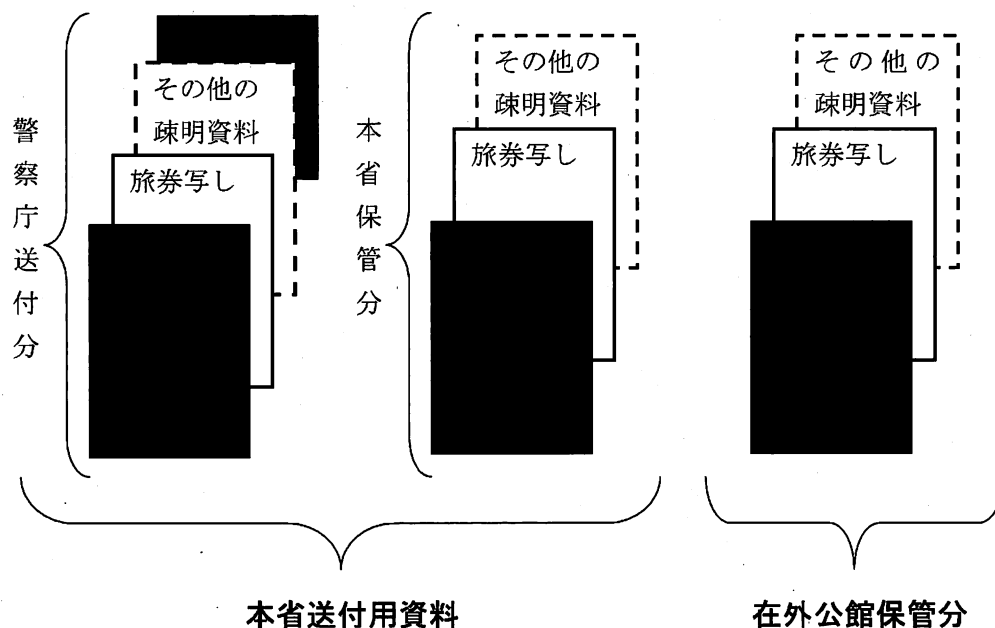 警察庁送付分
その他の
疎明資料
旅券写し
本省保管分
その他の
疎明資料
旅券写し
その他の
疎明資料
旅券写し
本省送付用資料
在外公館保管分